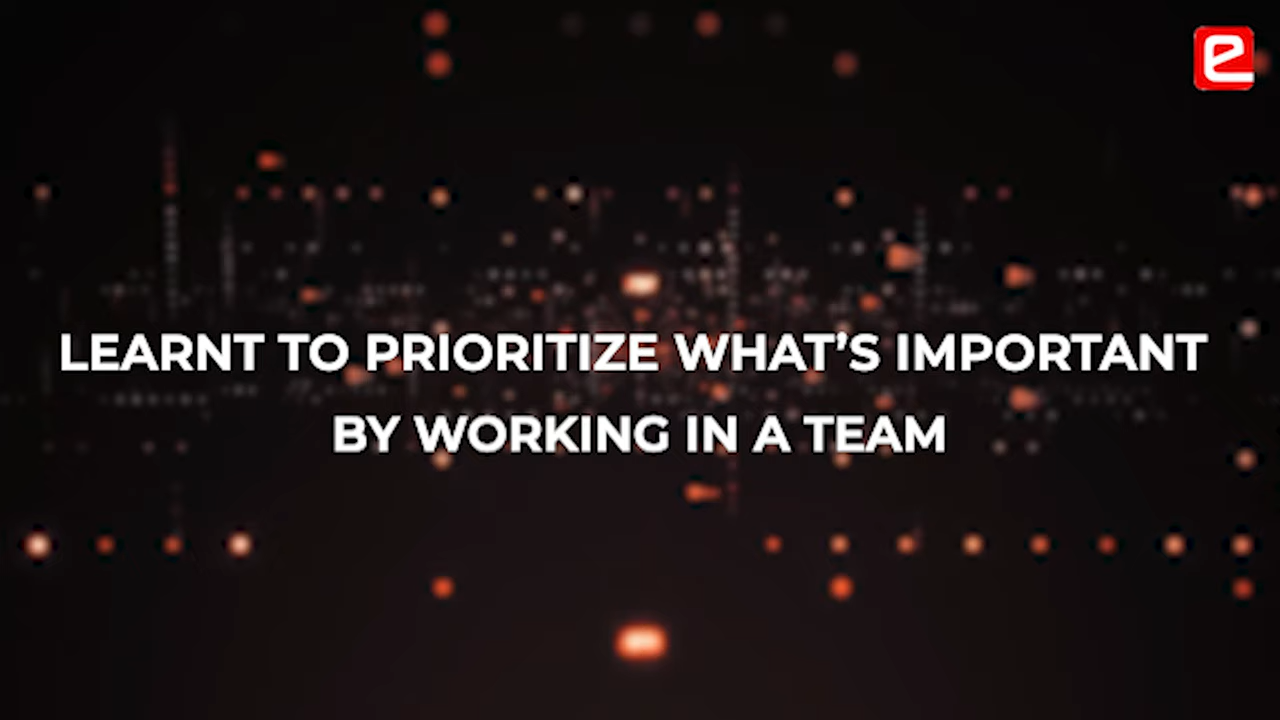 e
LEARNT TO PRIORITIZE WHAT’S IMPORTANT
BY WORKING IN A TEAM